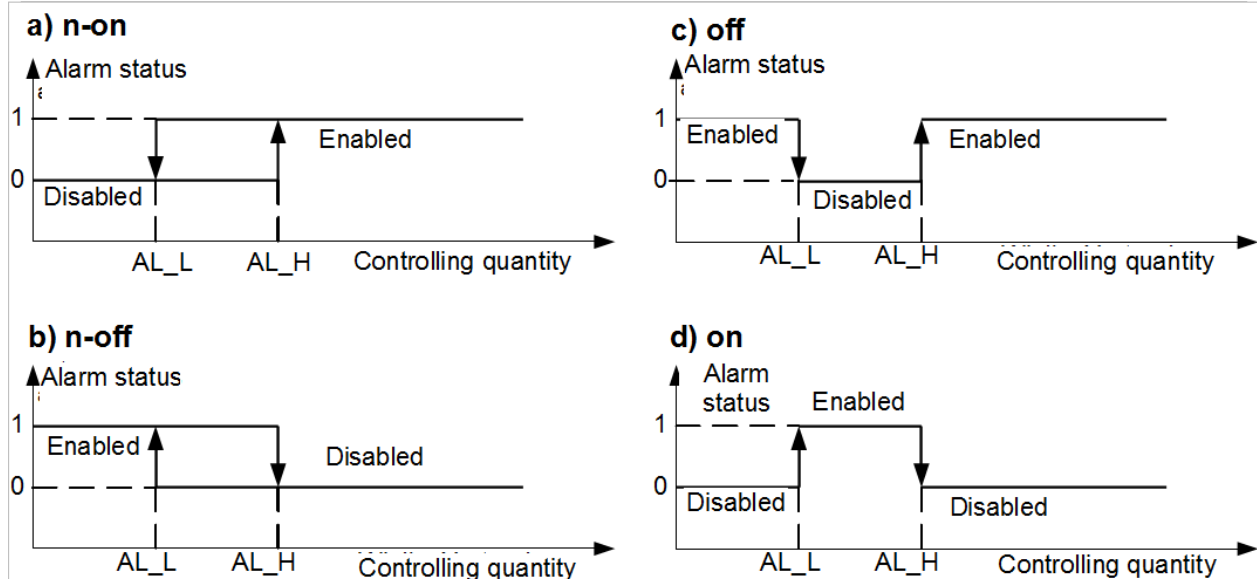 a) n-on
Alarm status
1
Enabled
0
Disabled
AL_L
AL_H
Controlling quantity
c) off
Alarm status
1
Enabled
Enabled
0
Disabled
AL_L
AL_H
Controlling quantity
b) n-off
Alarm status
1
Enabled
Disabled
0
AL_L
AL_H
Controlling quantity
d) on
Alarm
status
Enabled
1
0
Disabled
Disabled
AL_L
AL_H
Controlling quantity